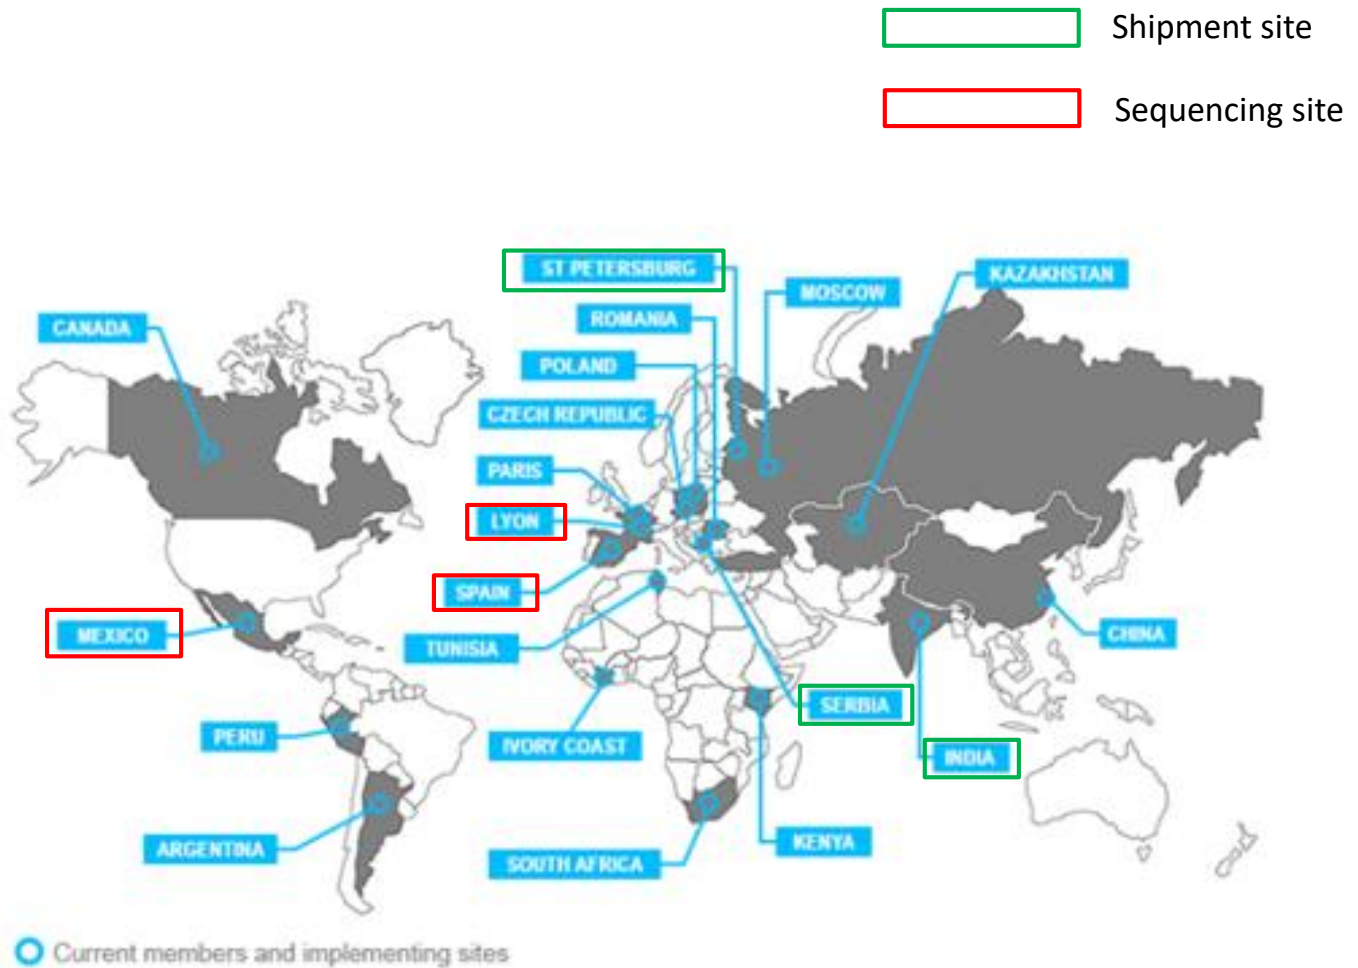 Shipment site
Sequencing site
ST PETERSBURG
KAZAKHSTAN
MOSCOW
ROMANIA
CANADA
POLAND
CZECH REPUBLIC
PARIS
LYON
SPAIN
MEXICO
TUNISIA
CHINA
SERBIA
PERU
IVORY COAST
INDIA
ARGENTINA
KENYA
SOUTH AFRICA
Current members and implementing sites